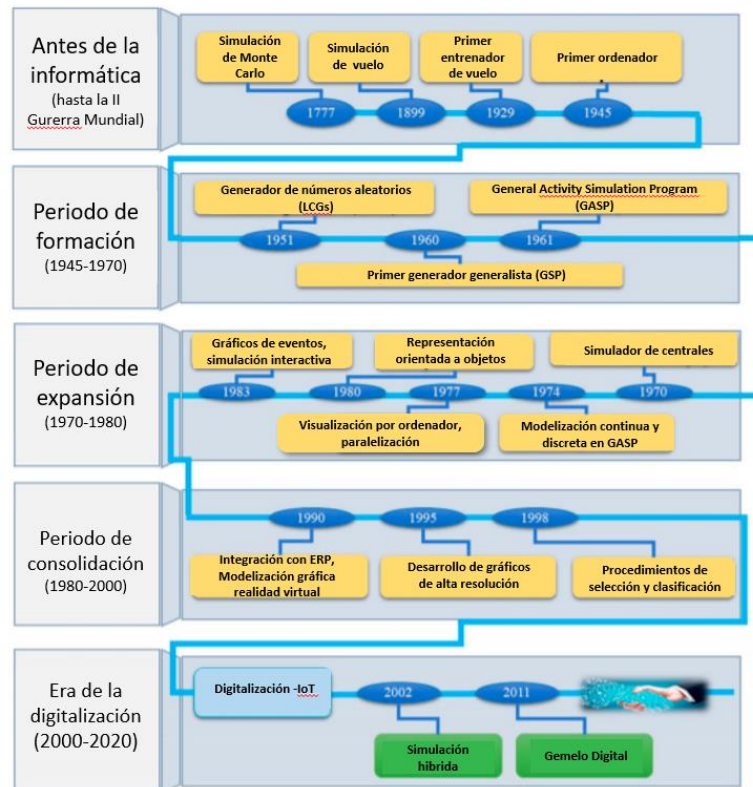 Antes de la
informática
(hasta la II
Gurerra Mundial)
Simulación
de Monte
Carlo
Simulación
de vuelo
Primer
entrenador
de vuelo
Primer ordenador
1777
1899
1929
1945
Periodo de
formación
(1945-1970)
Generador de números aleatorios
(LCGs)
General Activity Simulation Program
(GASP)
1951
1960
1961
Primer generador generalista (GSP)
Periodo de
expansión
(1970-1980)
Gráficos de eventos,
simulación interactiva
Representación
orientada a objetos
Simulador de centrales
1983
1980
1977
1974
1970
Visualización por ordenador,
paralelización
Modelización continua y
discreta en GASP
Periodo de
consolidación
(1980-2000)
1990
1995
1998
Integración con ERP,
Modelización gráfica
realidad virtual
Desarrollo de gráficos
de alta resolución
Procedimientos de
selección y clasificación
Era de la
digitalización
(2000-2020)
Digitalización -IoT
2002
2011
Simulación
hibrida
Gemelo Digital